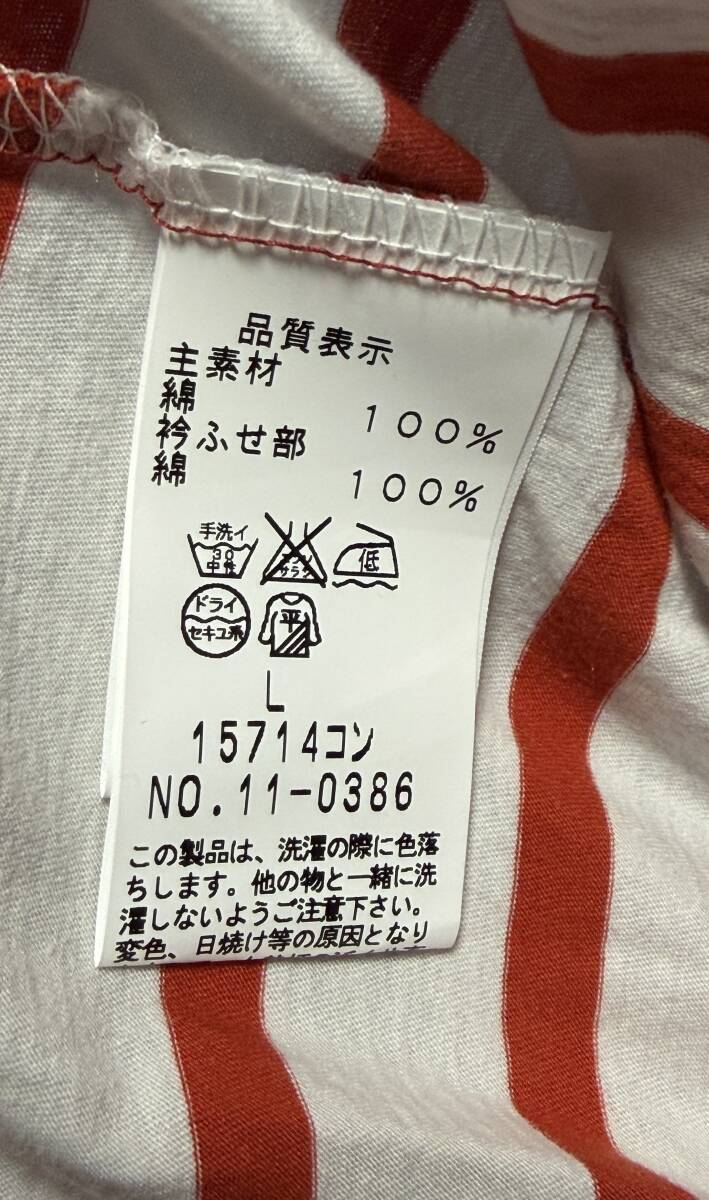 品質表示
主素材
綿 100%
衿ふせ部
綿 100%
手洗イ
30
中性
エンソ
サラシ
低
ドライ
セキユ系
平
L
15714コン
NO.11-0386
この製品は、洗濯の際に色落
ちします。他の物と一緒に洗
濯しないようご注意下さい。
変色、日焼け等の原因となり